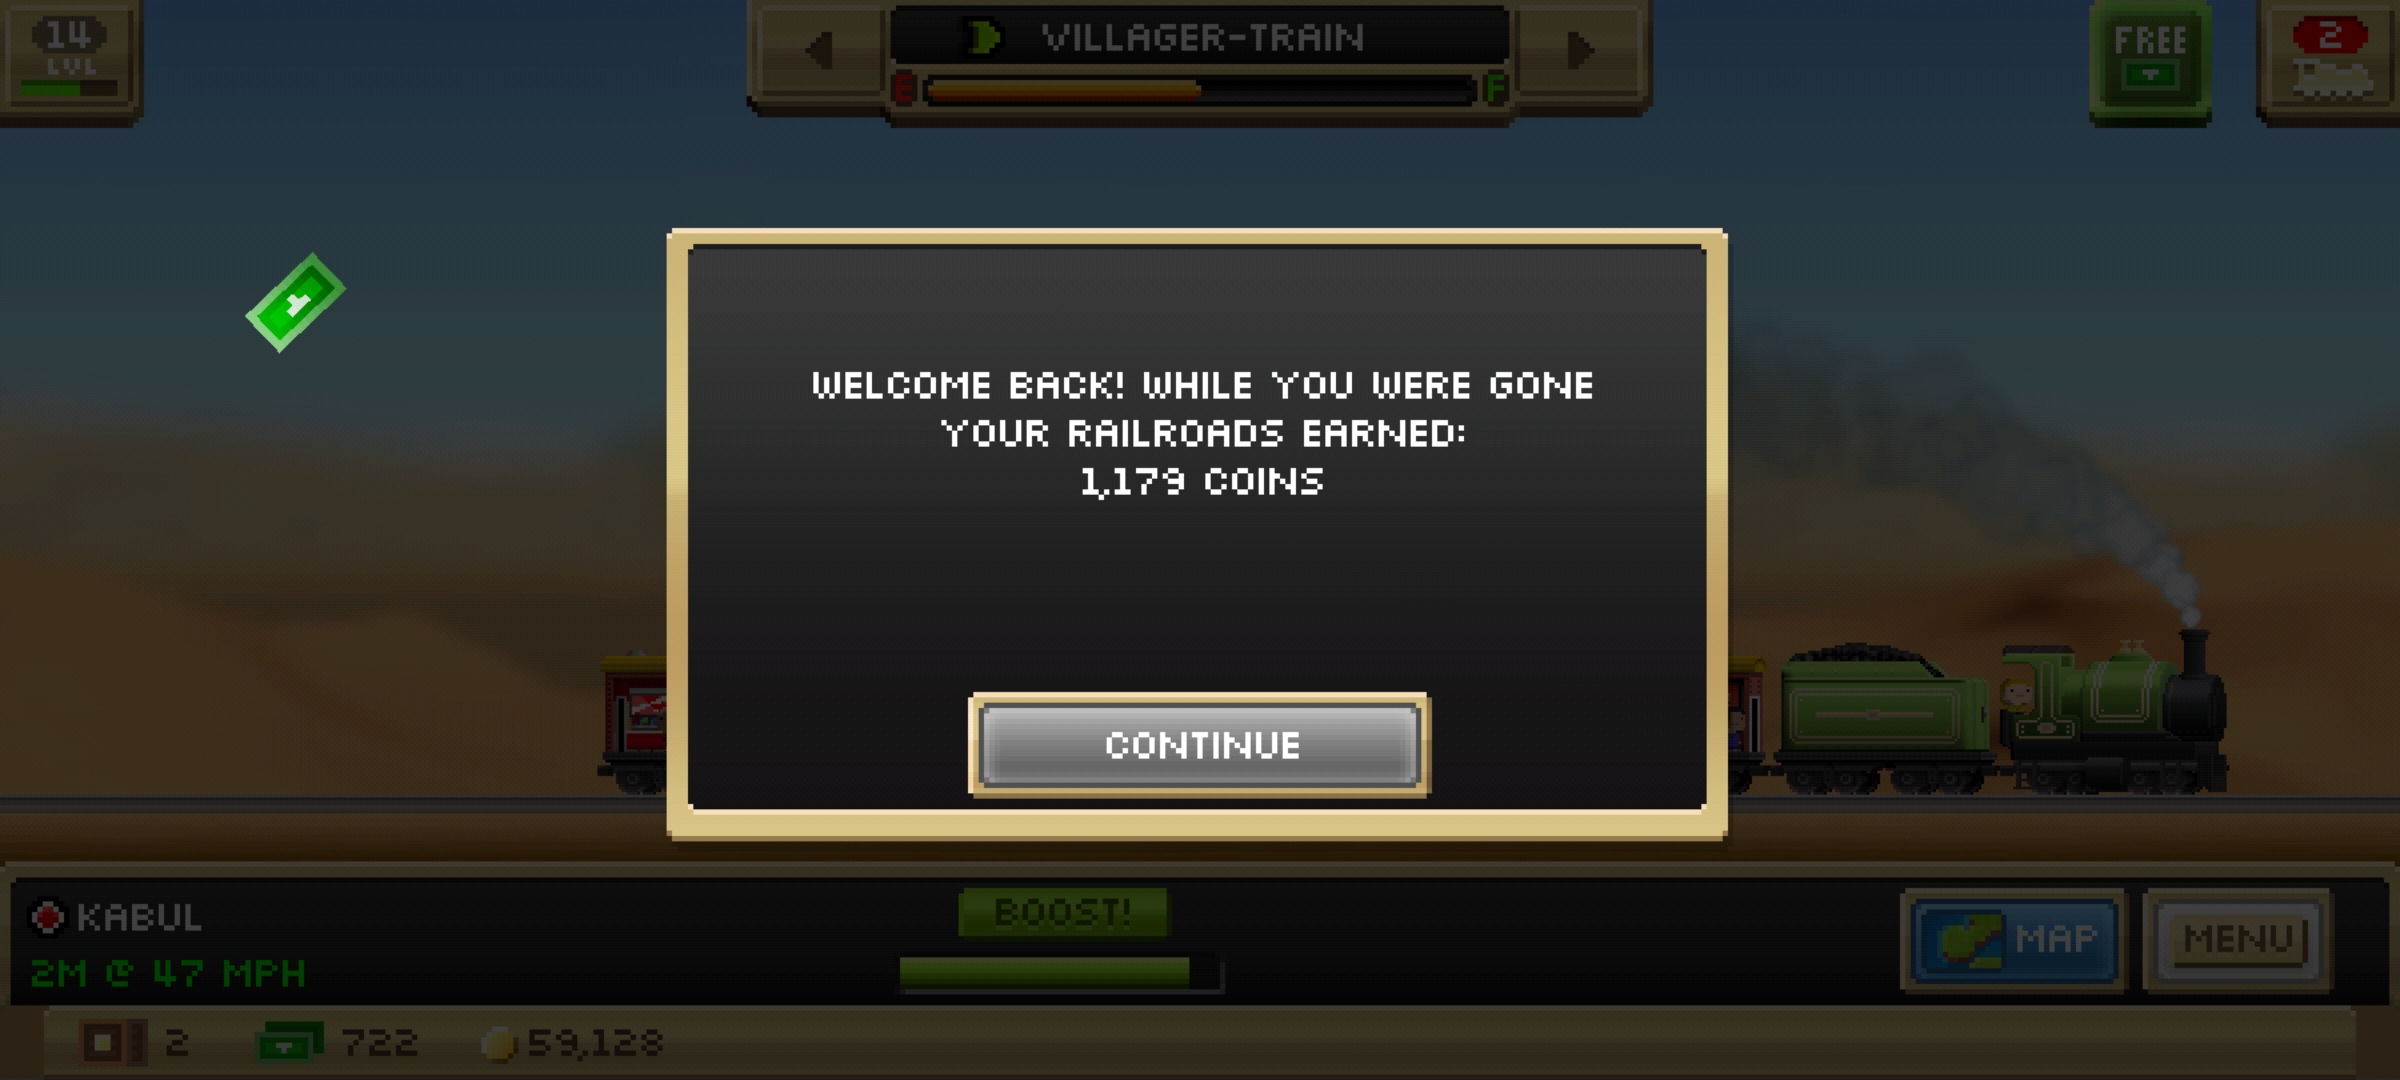 14
LVL
VILLAGER-TRAIN
E
F
FREE
2
WELCOME BACK! WHILE YOU WERE GONE
YOUR RAILROADS EARNED:
1,179 COINS
CONTINUE
KABUL
2M @ 47 MPH
BOOST!
MAP
MENU
2
722
59,128